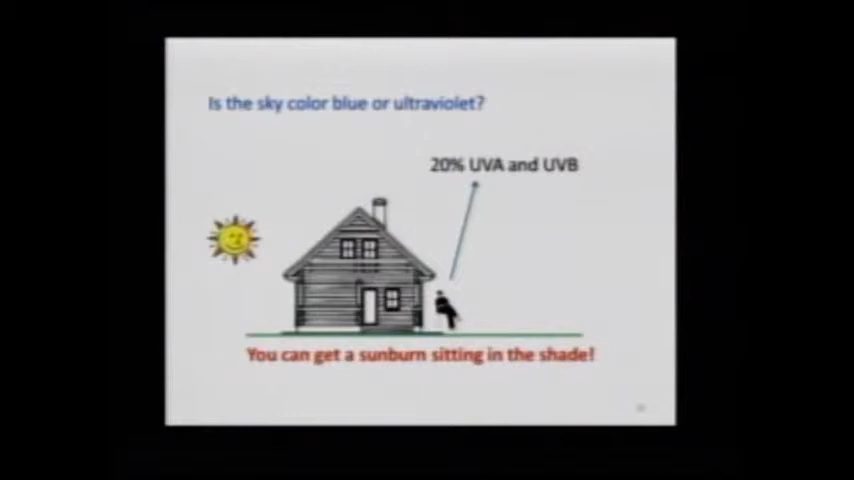 Is the sky color blue or ultraviolet?
20% UVA and UVB
You can get a sunburn sitting in the shade!